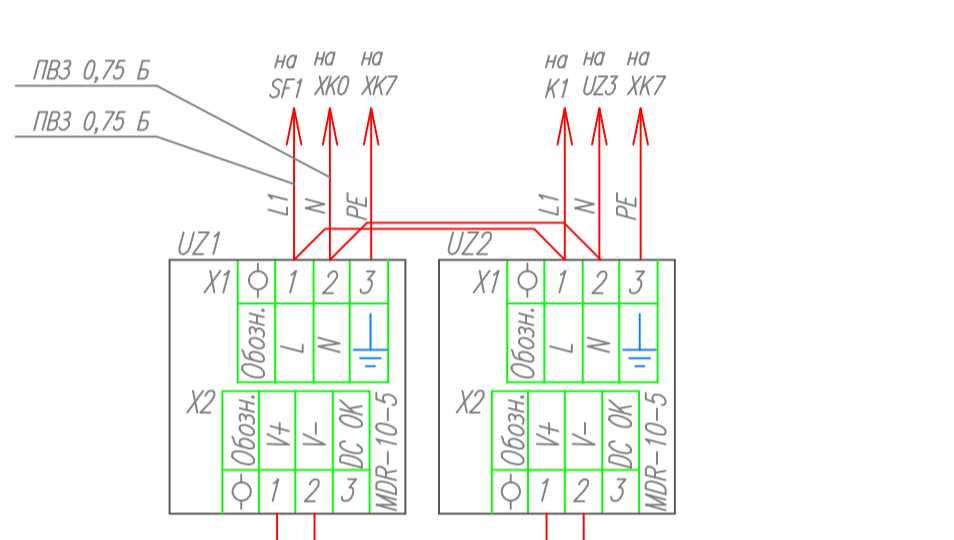 ПВ3 0,75 Б
ПВ3 0,75 Б
на SF1
на XK0
на XK7
на K1
на UZ3
на XK7
L1
N
PE
L1
N
PE
UZ1
X1
1
2
3
Обозн.
L
N
X2
Обозн.
V+
V-
DC OK
1
2
3
MDR-10-5
UZ2
X1
1
2
3
Обозн.
L
N
X2
Обозн.
V+
V-
DC OK
1
2
3
MDR-10-5